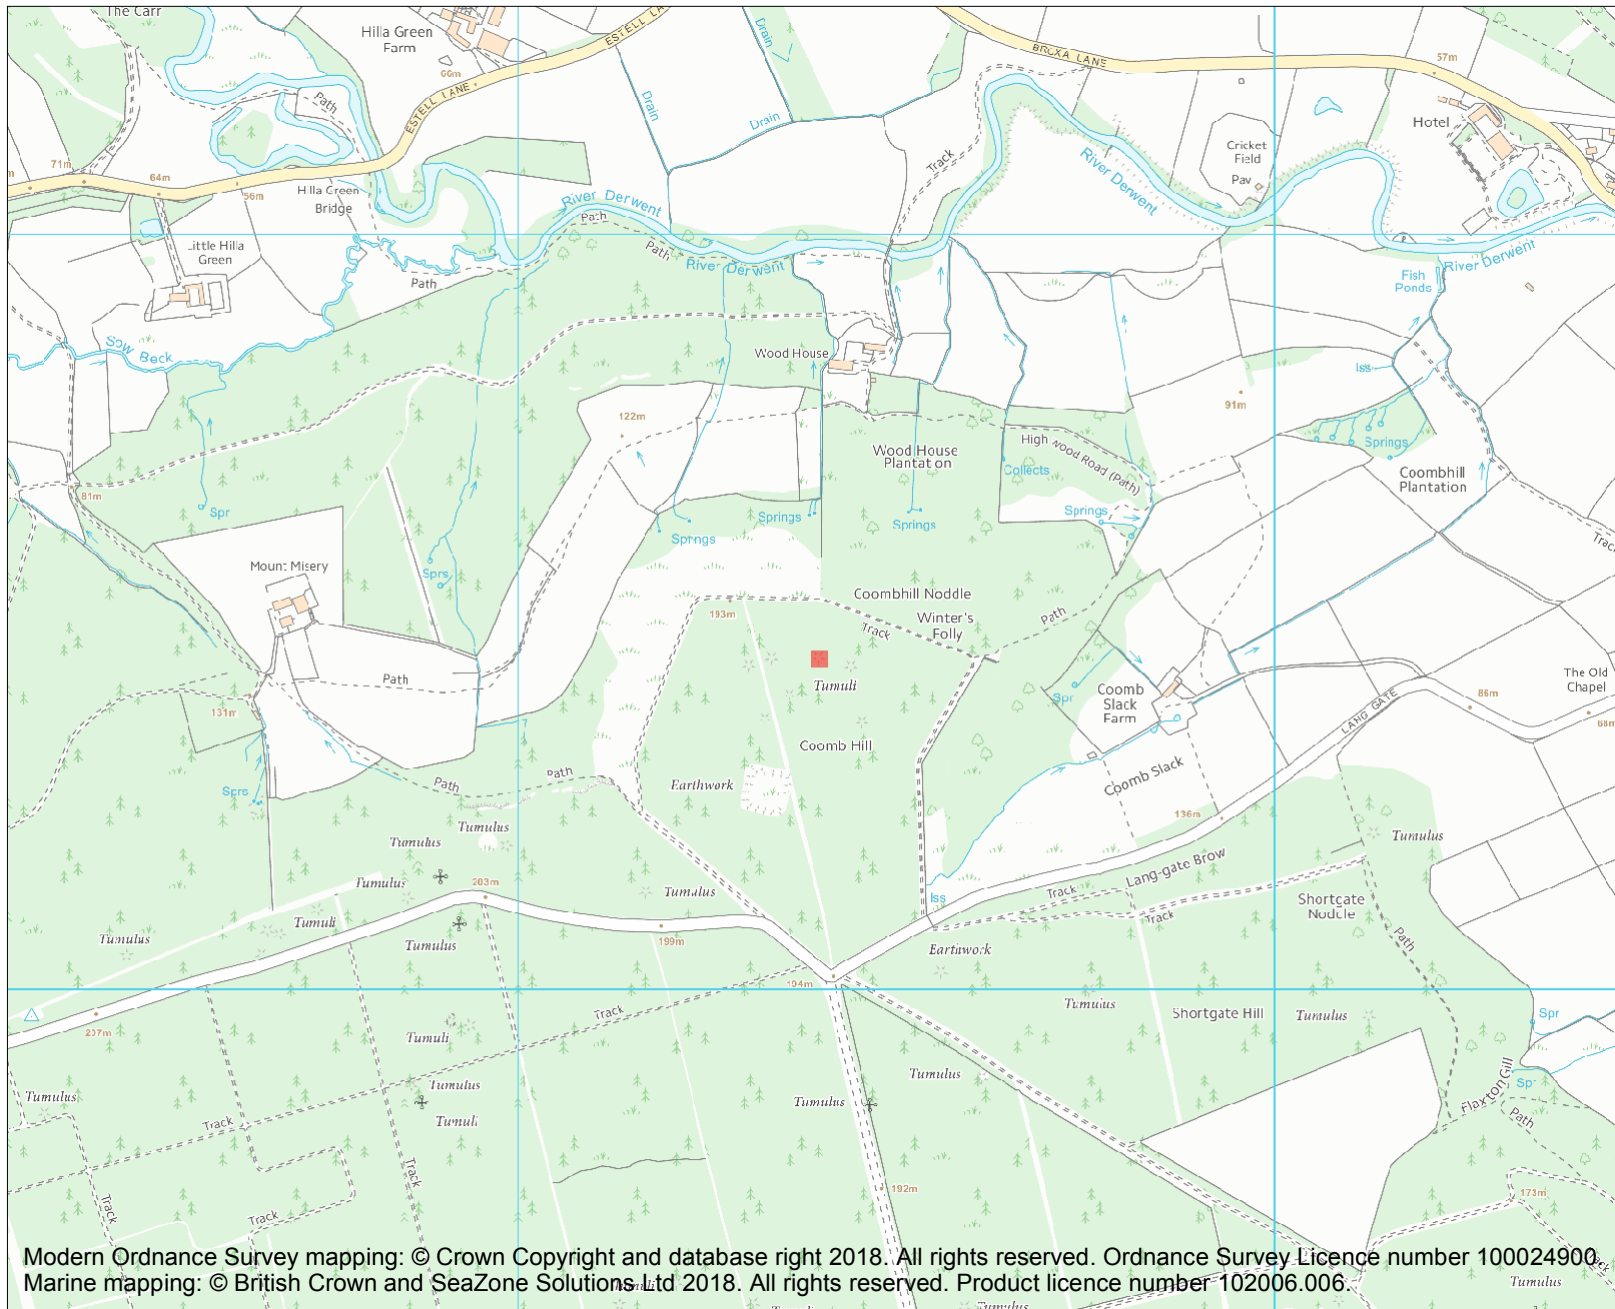 The Carr
Hilla Green
Farm
ESTELL LANE
Drain
BROXA LANE
57m
66m
Path
ESTELL LANE
Drain
Drain
Hotel
Cricket
Field
Pav
Track
River Derwent
71m
64m
56m
Hilla Green
Bridge
River Derwent
Path
Little Hilla
Green
Path
River Derwent
River Derwent
Path
Fish
Ponds
Sow Beck
Wood House
Iss
91m
122m
High Wood Road (Path)
Springs
Wood House
Plantation
Collects
Coombhill
Plantation
81m
Spr
Springs
Springs
Springs
Springs
Track
Mount Misery
Sprs
193m
Coombhill Noddle
Winter's
Folly
Track
Path
Path
Tumuli
Spr
Coomb
Slack
Farm
The Old
Chapel
86m
68m
LANG GATE
131m
Coomb Hill
Path
Path
Earthwork
Coomb Slack
Sprs
136m
Tumulus
Tumulus
Tumulus
Tumulus
203m
Tumulus
Iss
Track
Lang-gate Brow
Shortgate
Noddle
Tumuli
Track
Tumulus
Tumulus
199m
Earthwork
Path
194m
Track
Tumulus
Shortgate Hill
Tumulus
Spr
207m
Tumuli
Tumulus
Tumulus
Tumulus
Tumulus
Spr
Flaxton Gill
Path
Track
Tumuli
Track
192m
173m
Track
Track
Modern Ordnance Survey mapping: © Crown Copyright and database right 2018. All rights reserved. Ordnance Survey Licence number 100024900.
Marine mapping: © British Crown and SeaZone Solutions Ltd 2018. All rights reserved. Product licence number 102006.006.
Tumuli
Tumulus
Tumulus